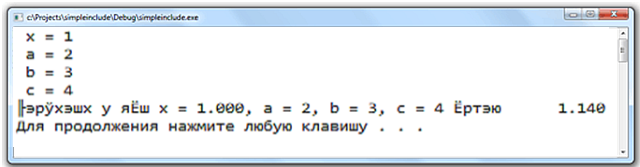 c:\Projects\simpleinclude\Debug\simpleinclude.exe
x = 1
a = 2
b = 3
c = 4
╟эрўхэшх у яЁш x = 1.000, a = 2, b = 3, c = 4 Ёртэю 1.140
Для продолжения нажмите любую клавишу . . .